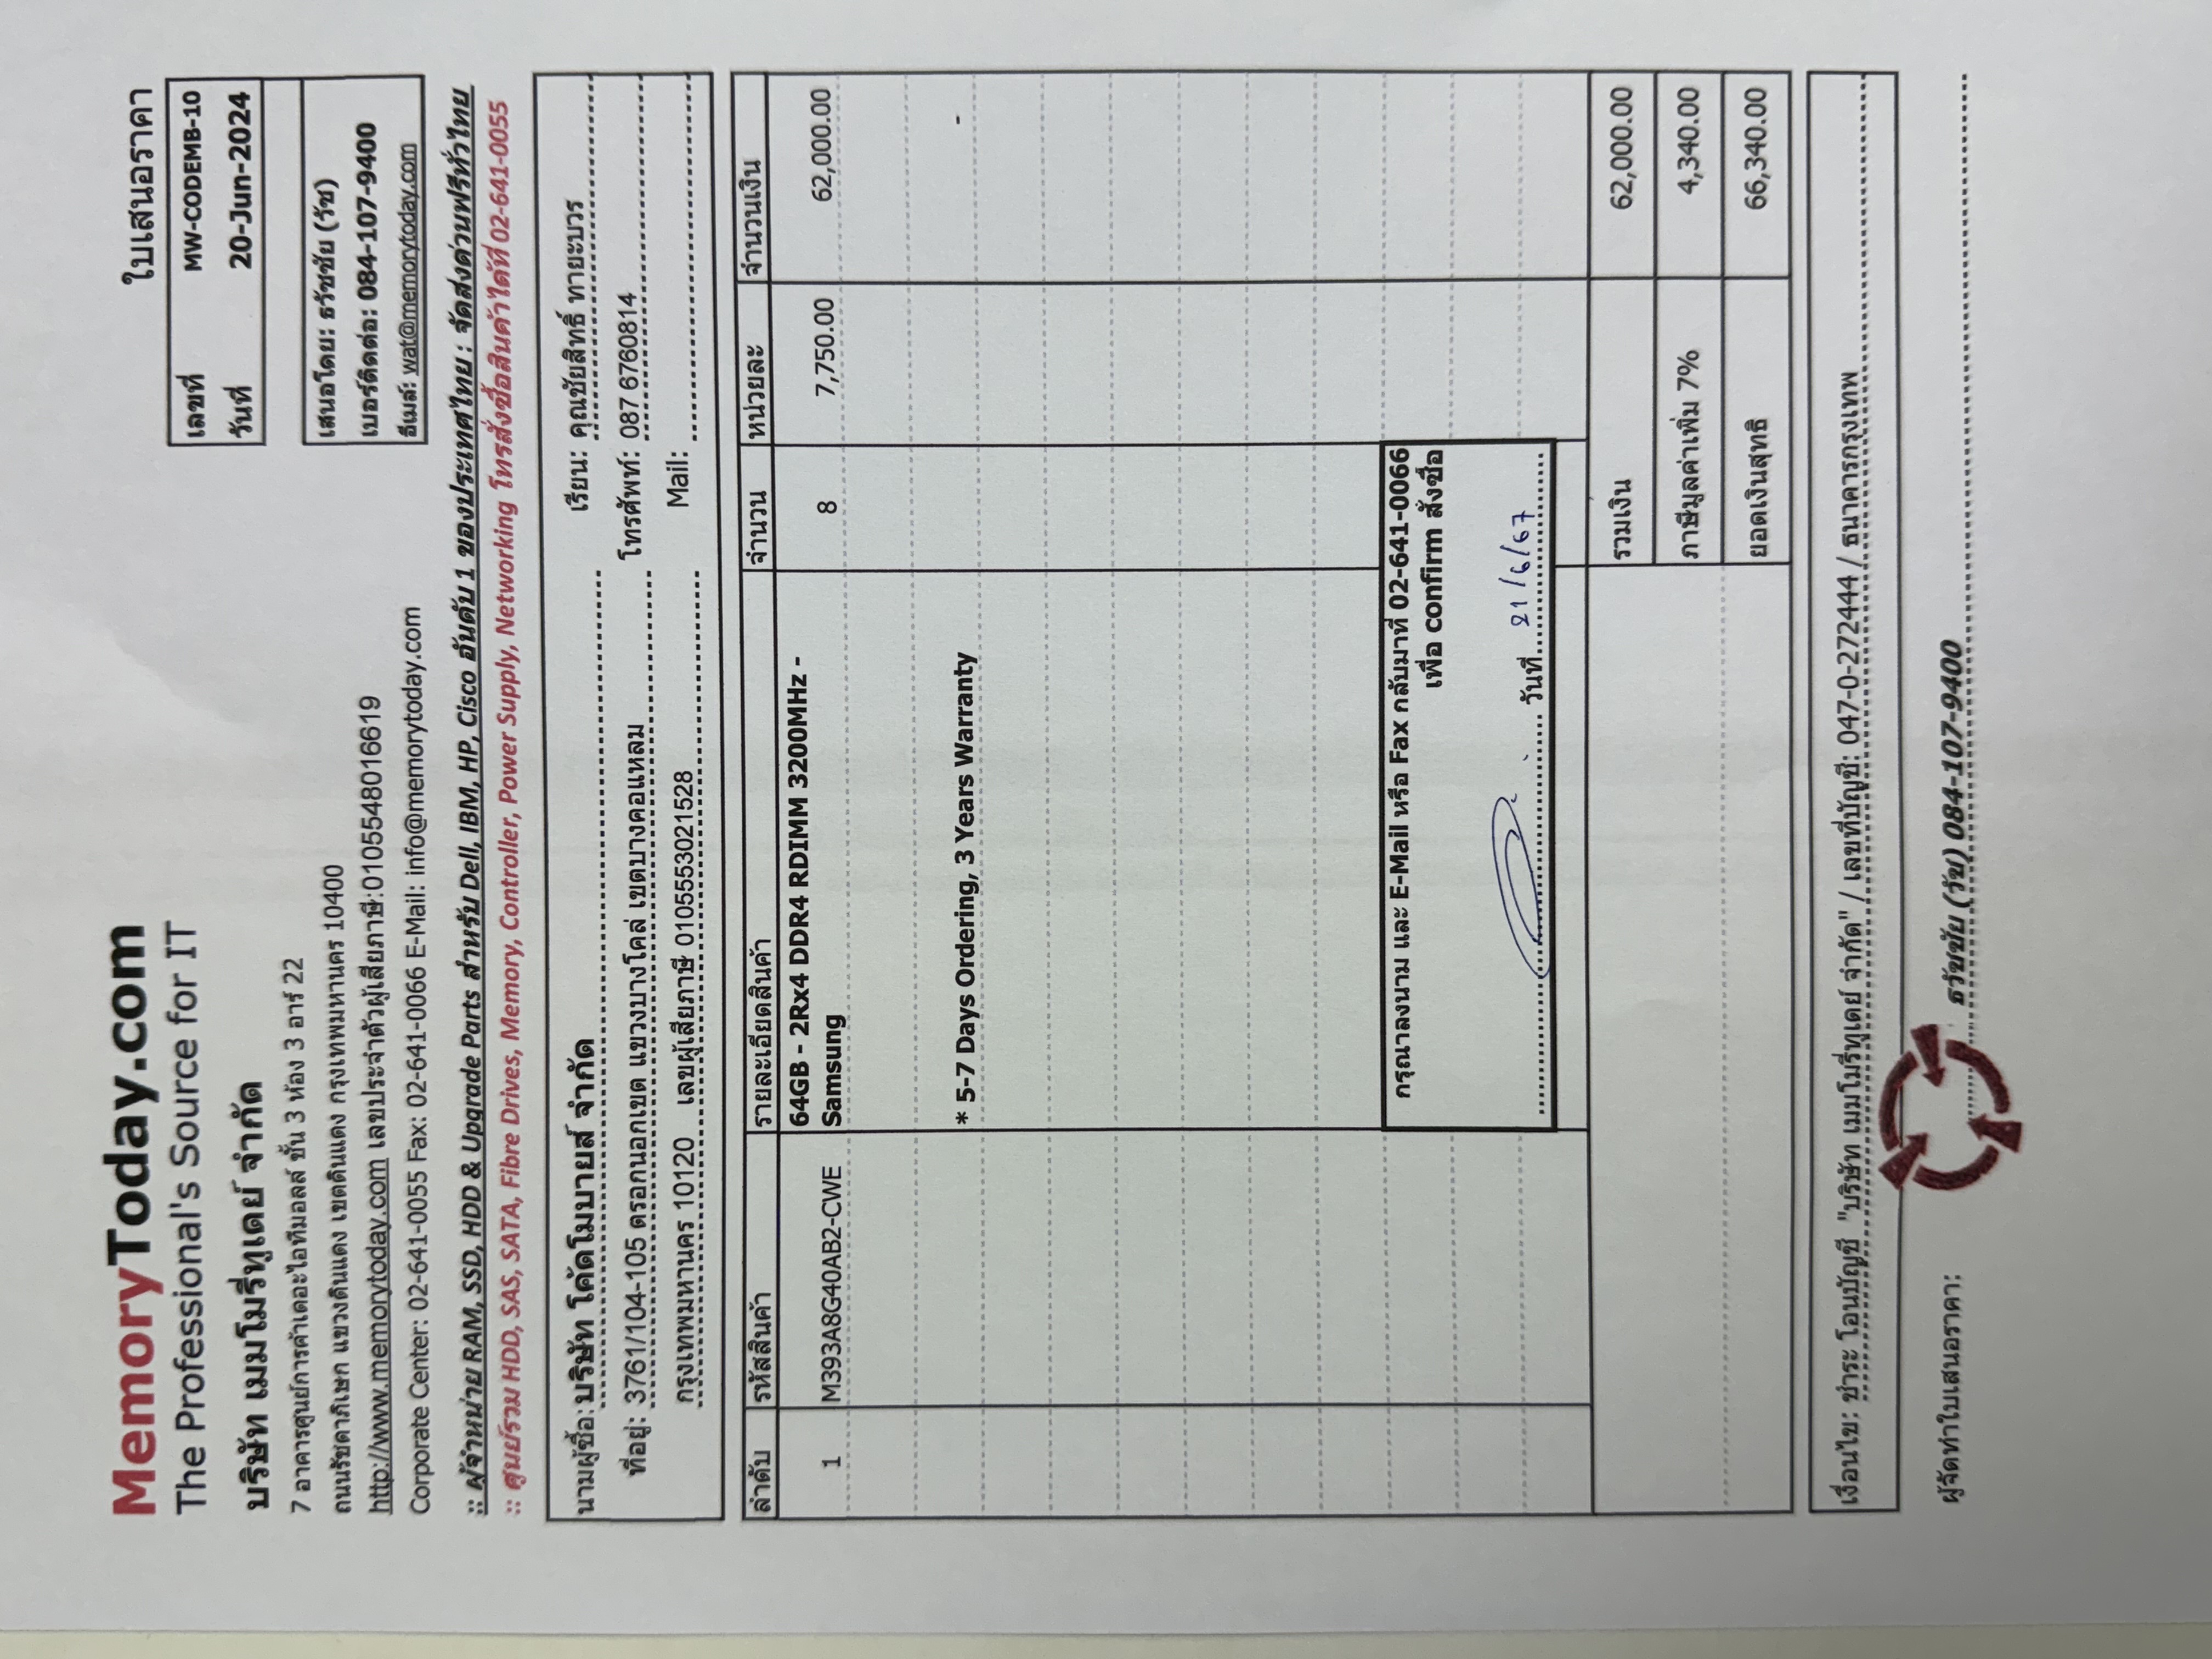 MemoryToday.com
The Professional's Source for IT
ใบเสนอราคา
เลขที่ MW-CODEMB-10
วันที่ 20-Jun-2024
บริษัท เมมโมรี่ทูเดย์ จำกัด
7 อาคารศูนย์การค้าเดอะไอทีมอลล์ ชั้น 3 ห้อง 3 อาร์ 22
ถนนรัชดาภิเษก แขวงดินแดง เขตดินแดง กรุงเทพมหานคร 10400
http://www.memorytoday.com เลขประจำตัวผู้เสียภาษี:0105548016619
Corporate Center: 02-641-0055 Fax: 02-641-0066 E-Mail: info@memorytoday.com
เสนอโดย: ธวัชชัย (วัช)
เบอร์ติดต่อ: 084-107-9400
อีเมล์: wat@memorytoday.com
:: ผู้จำหน่าย RAM, SSD, HDD & Upgrade Parts สำหรับ Dell, IBM, HP, Cisco อันดับ 1 ของประเทศไทย : จัดส่งด่วนฟรีทั่วไทย
:: ศูนย์รวม HDD, SAS, SATA, Fibre Drives, Memory, Controller, Power Supply, Networking โทรสั่งซื้อสินค้าได้ที่ 02-641-0055
นามผู้ซื้อ: บริษัท โค้ดโมบายส์ จำกัด เรียน: คุณชัยสิทธิ์ ทายะบวร
ที่อยู่: 3761/104-105 ตรอกนอกเขต แขวงบางโคล่ เขตบางคอแหลม โทรศัพท์: 087 6760814
กรุงเทพมหานคร 10120 เลขผู้เสียภาษี 0105553021528 Mail:
ลำดับ รหัสสินค้า รายละเอียดสินค้า จำนวน หน่วยละ จำนวนเงิน
64GB - 2Rx4 DDR4 RDIMM 3200MHz -
1 M393A8G40AB2-CWE Samsung 8 7,750.00 62,000.00
* 5-7 Days Ordering, 3 Years Warranty -
กรุณาลงนาม และ E-Mail หรือ Fax กลับมาที่ 02-641-0066
เพื่อ confirm สั่งซื้อ
วันที่ 21/6/67
รวมเงิน 62,000.00
ภาษีมูลค่าเพิ่ม 7% 4,340.00
ยอดเงินสุทธิ 66,340.00
เงื่อนไข: ชำระ โอนบัญชี "บริษัท เมมโมรี่ทูเดย์ จำกัด" / เลขที่บัญชี: 047-0-272444 / ธนาคารกรุงเทพ
ผู้จัดทำใบเสนอราคา: ธวัชชัย (วัช) 084-107-9400